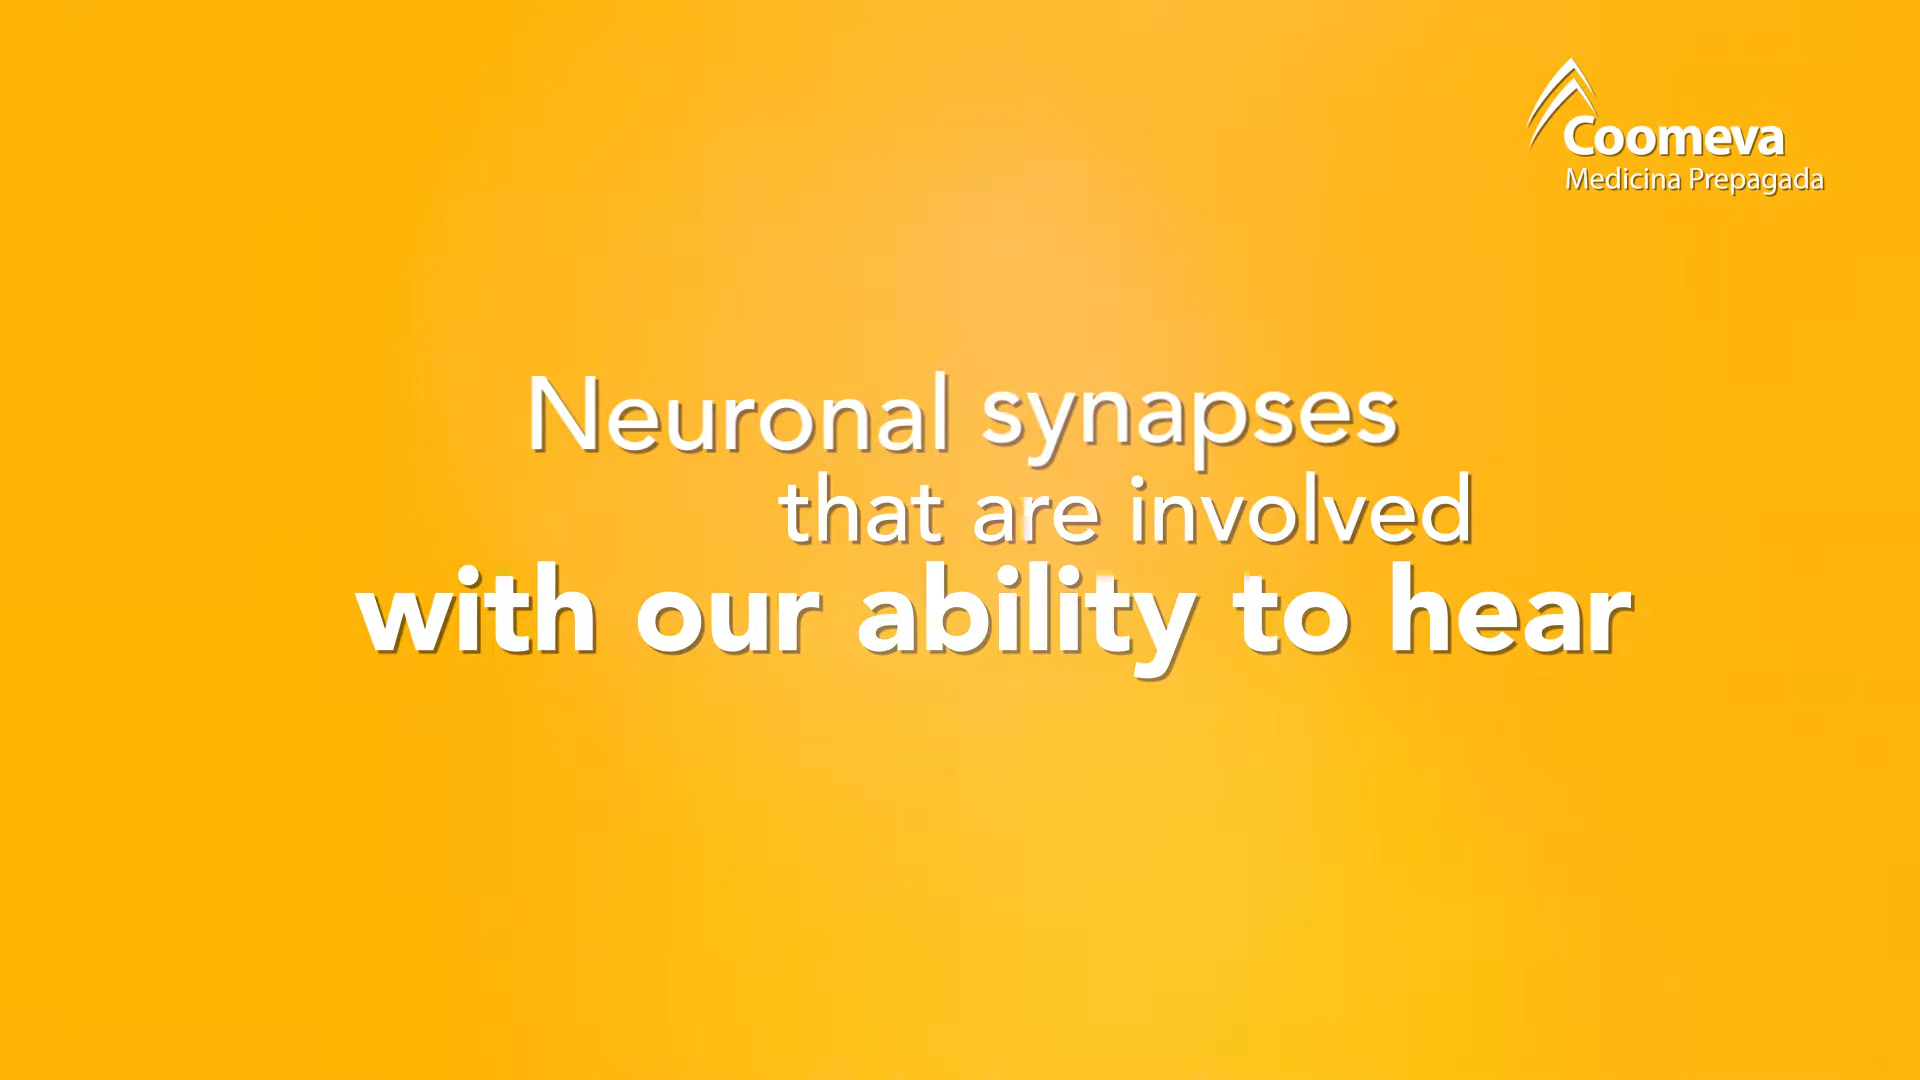 Coomeva
Medicina Prepagada
Neuronal synapses
that are involved
with our ability to hear